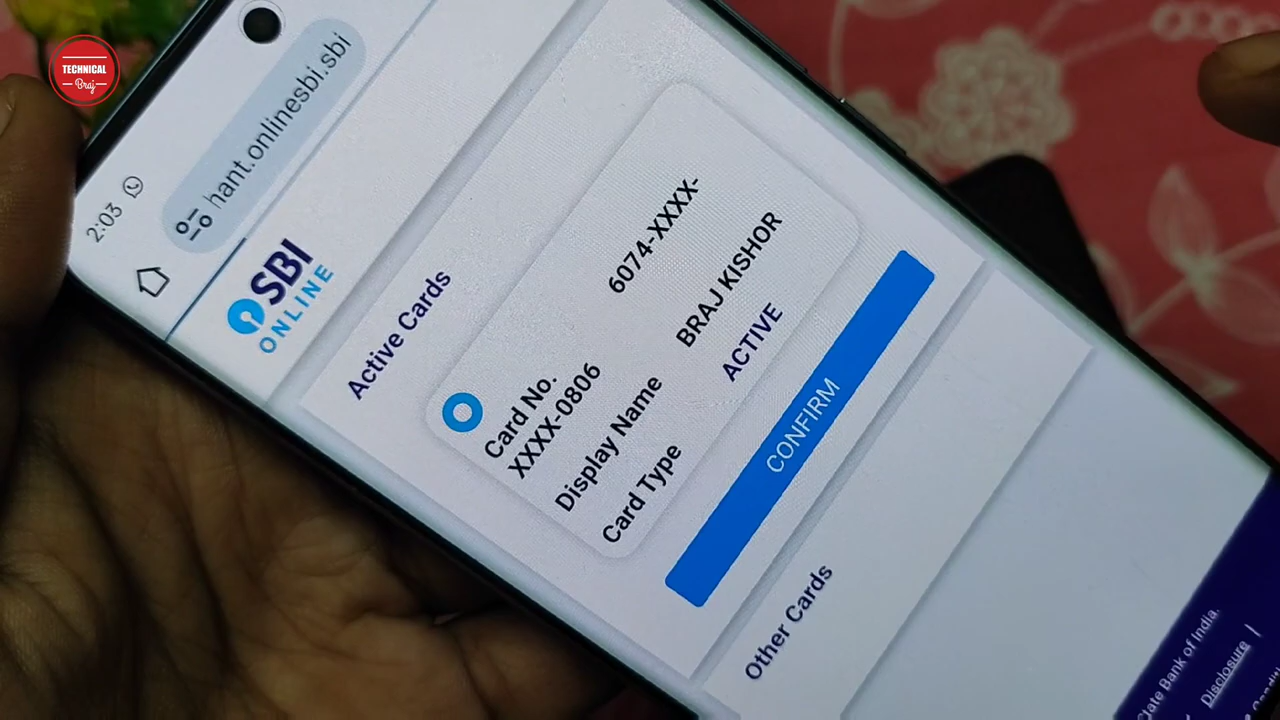 TECHNICAL
Braj
2:03
hant.onlinesbi.sbi
SBI
ONLINE
Active Cards
Card No. 6074-XXXX-
XXXX-0806
Display Name BRAJ KISHOR
Card Type ACTIVE
CONFIRM
Other Cards
State Bank of India.
Disclosure |